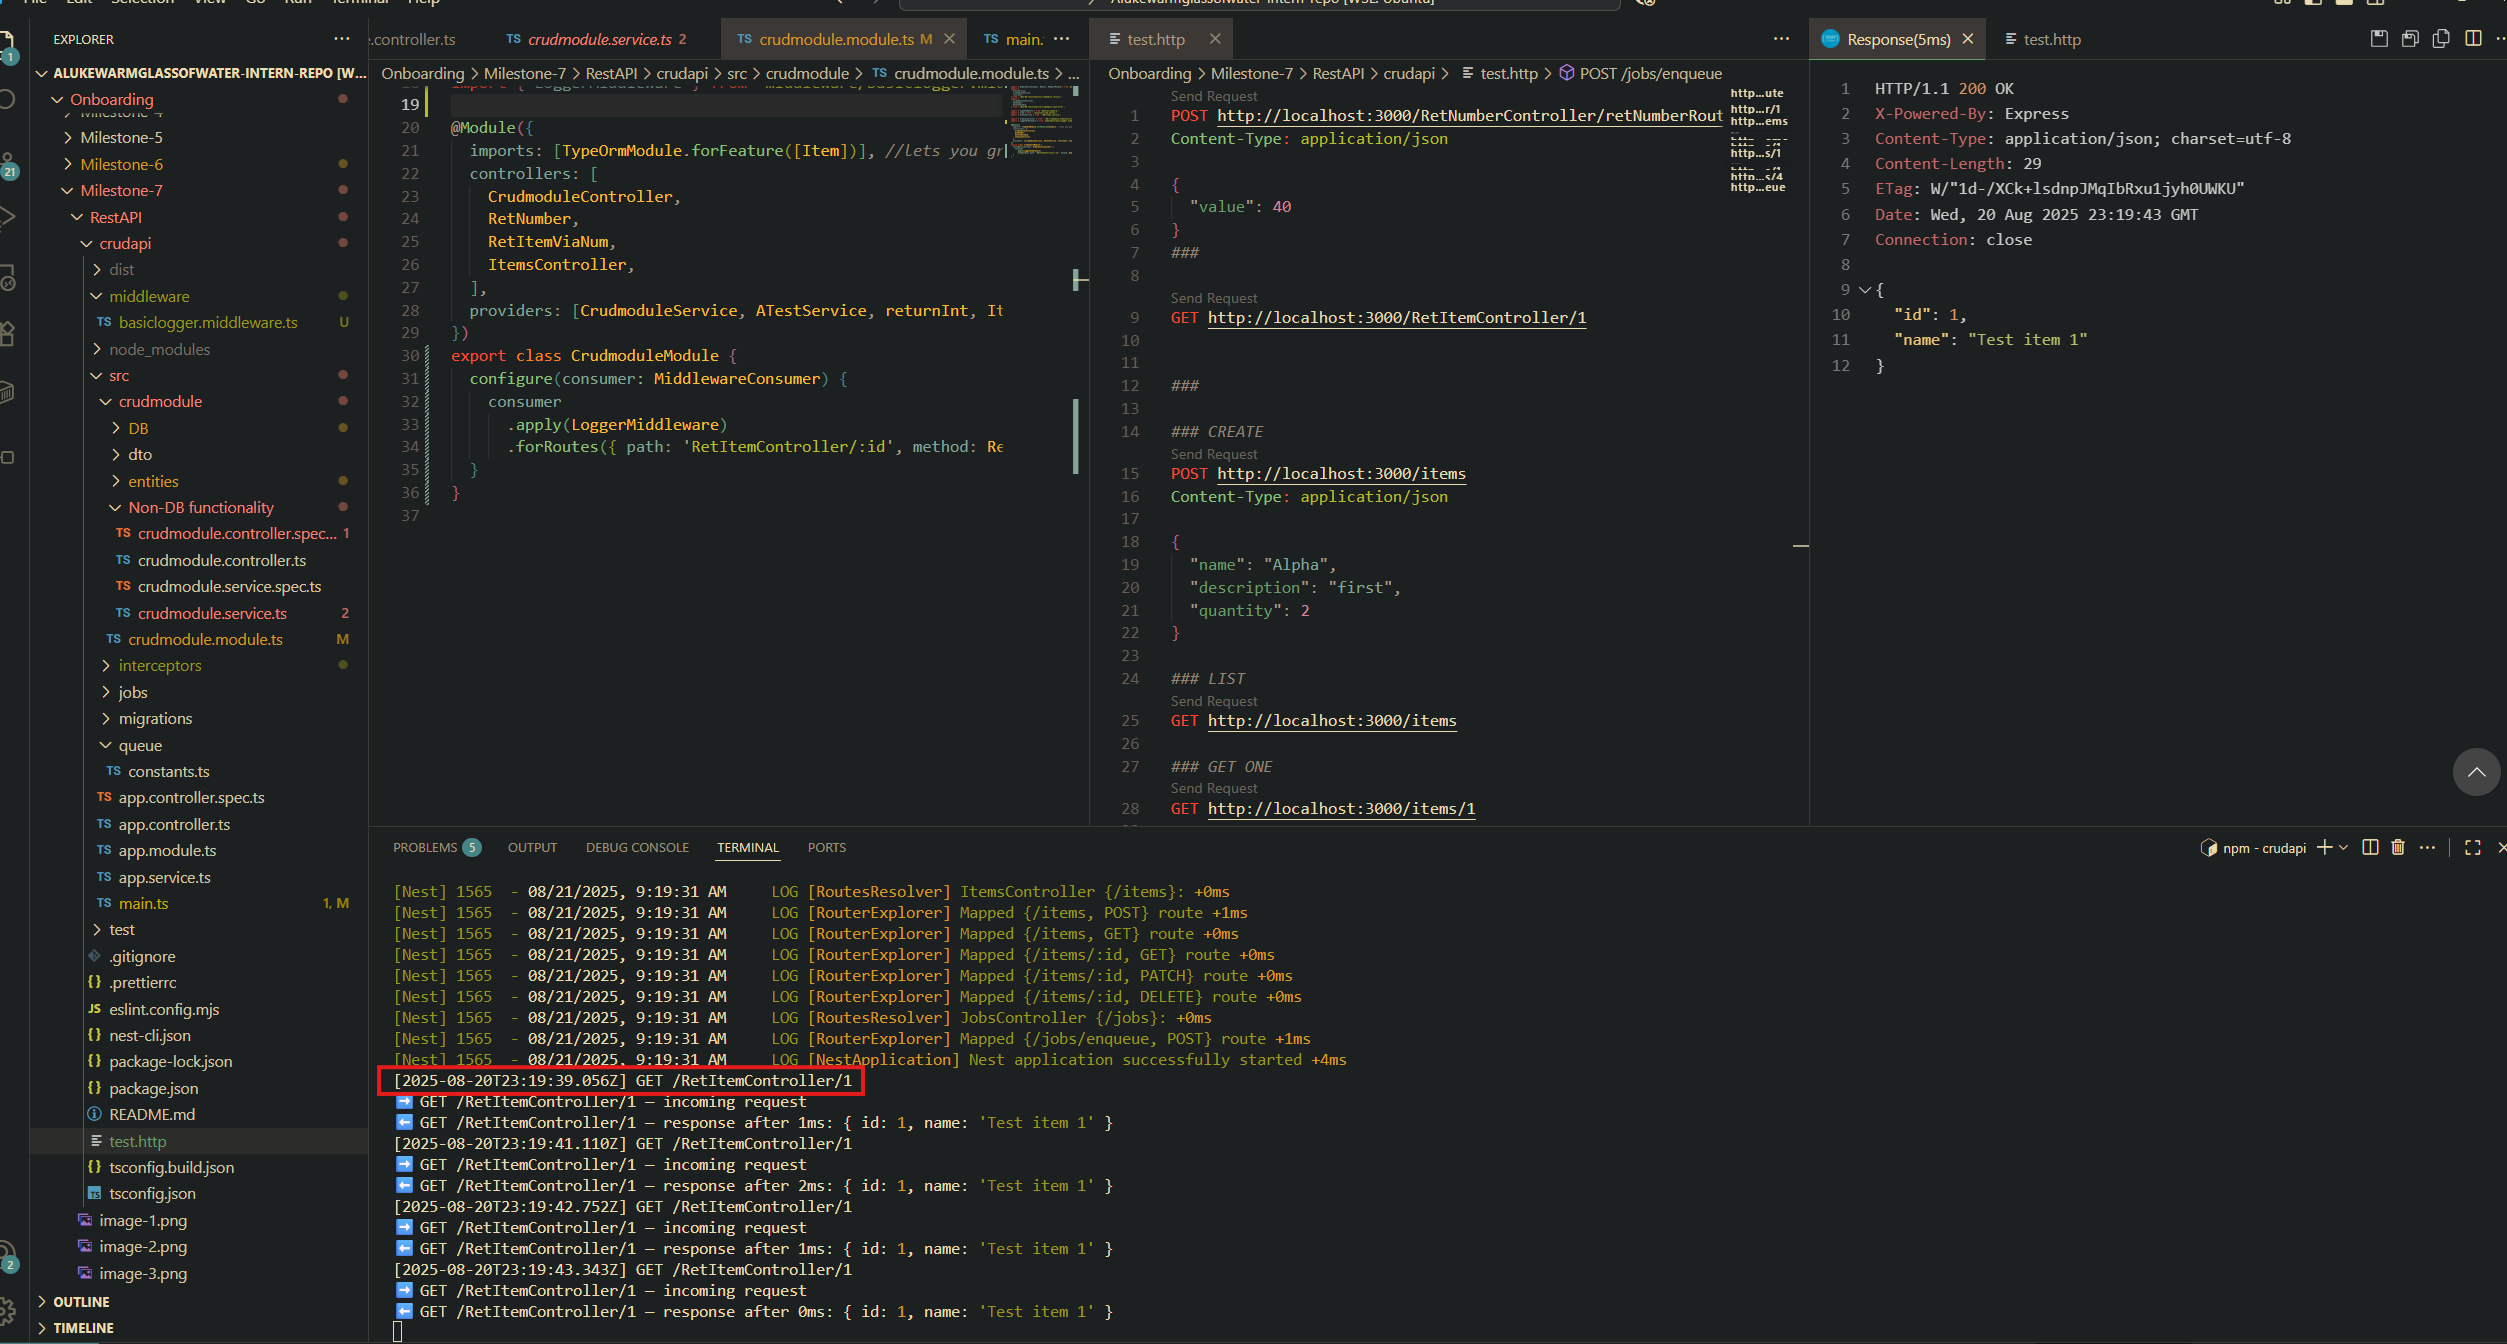 File Edit Selection View Go Run Terminal Help
Alukewarmglassofwater-intern-repo [WSL: Ubuntu]
EXPLORER
ALUKEWARMGLASSOFWATER-INTERN-REPO [W...
Onboarding
Milestone-4
Milestone-5
Milestone-6
Milestone-7
RestAPI
crudapi
dist
middleware
TS basiclogger.middleware.ts U
node_modules
src
crudmodule
DB
dto
entities
Non-DB functionality
TS crudmodule.controller.spec... 1
TS crudmodule.controller.ts
TS crudmodule.service.spec.ts
TS crudmodule.service.ts 2
TS crudmodule.module.ts M
interceptors
jobs
migrations
queue
TS constants.ts
TS app.controller.spec.ts
TS app.controller.ts
TS app.module.ts
TS app.service.ts
TS main.ts 1, M
test
.gitignore
{} .prettierrc
JS eslint.config.mjs
{} nest-cli.json
{} package-lock.json
{} package.json
README.md
test.http
{} tsconfig.build.json
TS tsconfig.json
image-1.png
image-2.png
image-3.png
OUTLINE
TIMELINE
1
21
2
.controller.ts TS crudmodule.service.ts 2 TS crudmodule.module.ts M TS main. ...
Onboarding > Milestone-7 > RestAPI > crudapi > src > crudmodule > TS crudmodule.module.ts > ...
19
20 @Module({
21 imports: [TypeOrmModule.forFeature([Item])], //lets you gr
22 controllers: [
23 CrudmoduleController,
24 RetNumber,
25 RetItemViaNum,
26 ItemsController,
27 ],
28 providers: [CrudmoduleService, ATestService, returnInt, It
29 })
30 export class CrudmoduleModule {
31 configure(consumer: MiddlewareConsumer) {
32 consumer
33 .apply(LoggerMiddleware)
34 .forRoutes({ path: 'RetItemController/:id', method: Re
35 }
36 }
37
test.http
Onboarding > Milestone-7 > RestAPI > crudapi > test.http > POST /jobs/enqueue
Send Request
1 POST http://localhost:3000/RetNumberController/retNumberRout
2 Content-Type: application/json
3
4 {
5 "value": 40
6 }
7 ###
8
Send Request
9 GET http://localhost:3000/RetItemController/1
10
11
12 ###
13
14 ### CREATE
Send Request
15 POST http://localhost:3000/items
16 Content-Type: application/json
17
18 {
19 "name": "Alpha",
20 "description": "first",
21 "quantity": 2
22 }
23
24 ### LIST
Send Request
25 GET http://localhost:3000/items
26
27 ### GET ONE
Send Request
28 GET http://localhost:3000/items/1
http...ute
http...r/1
http...ems
http...s/1
http...s/4
http...eue
Response(5ms) test.http
1 HTTP/1.1 200 OK
2 X-Powered-By: Express
3 Content-Type: application/json; charset=utf-8
4 Content-Length: 29
5 ETag: W/"1d-/XCk+lsdnpJMqIbRxu1jyh0UWKU"
6 Date: Wed, 20 Aug 2025 23:19:43 GMT
7 Connection: close
8
9 {
10 "id": 1,
11 "name": "Test item 1"
12 }
PROBLEMS 5 OUTPUT DEBUG CONSOLE TERMINAL PORTS
npm - crudapi
[Nest] 1565 - 08/21/2025, 9:19:31 AM LOG [RoutesResolver] ItemsController {/items}: +0ms
[Nest] 1565 - 08/21/2025, 9:19:31 AM LOG [RouterExplorer] Mapped {/items, POST} route +1ms
[Nest] 1565 - 08/21/2025, 9:19:31 AM LOG [RouterExplorer] Mapped {/items, GET} route +0ms
[Nest] 1565 - 08/21/2025, 9:19:31 AM LOG [RouterExplorer] Mapped {/items/:id, GET} route +0ms
[Nest] 1565 - 08/21/2025, 9:19:31 AM LOG [RouterExplorer] Mapped {/items/:id, PATCH} route +0ms
[Nest] 1565 - 08/21/2025, 9:19:31 AM LOG [RouterExplorer] Mapped {/items/:id, DELETE} route +0ms
[Nest] 1565 - 08/21/2025, 9:19:31 AM LOG [RoutesResolver] JobsController {/jobs}: +0ms
[Nest] 1565 - 08/21/2025, 9:19:31 AM LOG [RouterExplorer] Mapped {/jobs/enqueue, POST} route +1ms
[Nest] 1565 - 08/21/2025, 9:19:31 AM LOG [NestApplication] Nest application successfully started +4ms
[2025-08-20T23:19:39.056Z] GET /RetItemController/1
➡ GET /RetItemController/1 – incoming request
⬅ GET /RetItemController/1 – response after 1ms: { id: 1, name: 'Test item 1' }
[2025-08-20T23:19:41.110Z] GET /RetItemController/1
➡ GET /RetItemController/1 – incoming request
⬅ GET /RetItemController/1 – response after 2ms: { id: 1, name: 'Test item 1' }
[2025-08-20T23:19:42.752Z] GET /RetItemController/1
➡ GET /RetItemController/1 – incoming request
⬅ GET /RetItemController/1 – response after 1ms: { id: 1, name: 'Test item 1' }
[2025-08-20T23:19:43.343Z] GET /RetItemController/1
➡ GET /RetItemController/1 – incoming request
⬅ GET /RetItemController/1 – response after 0ms: { id: 1, name: 'Test item 1' }